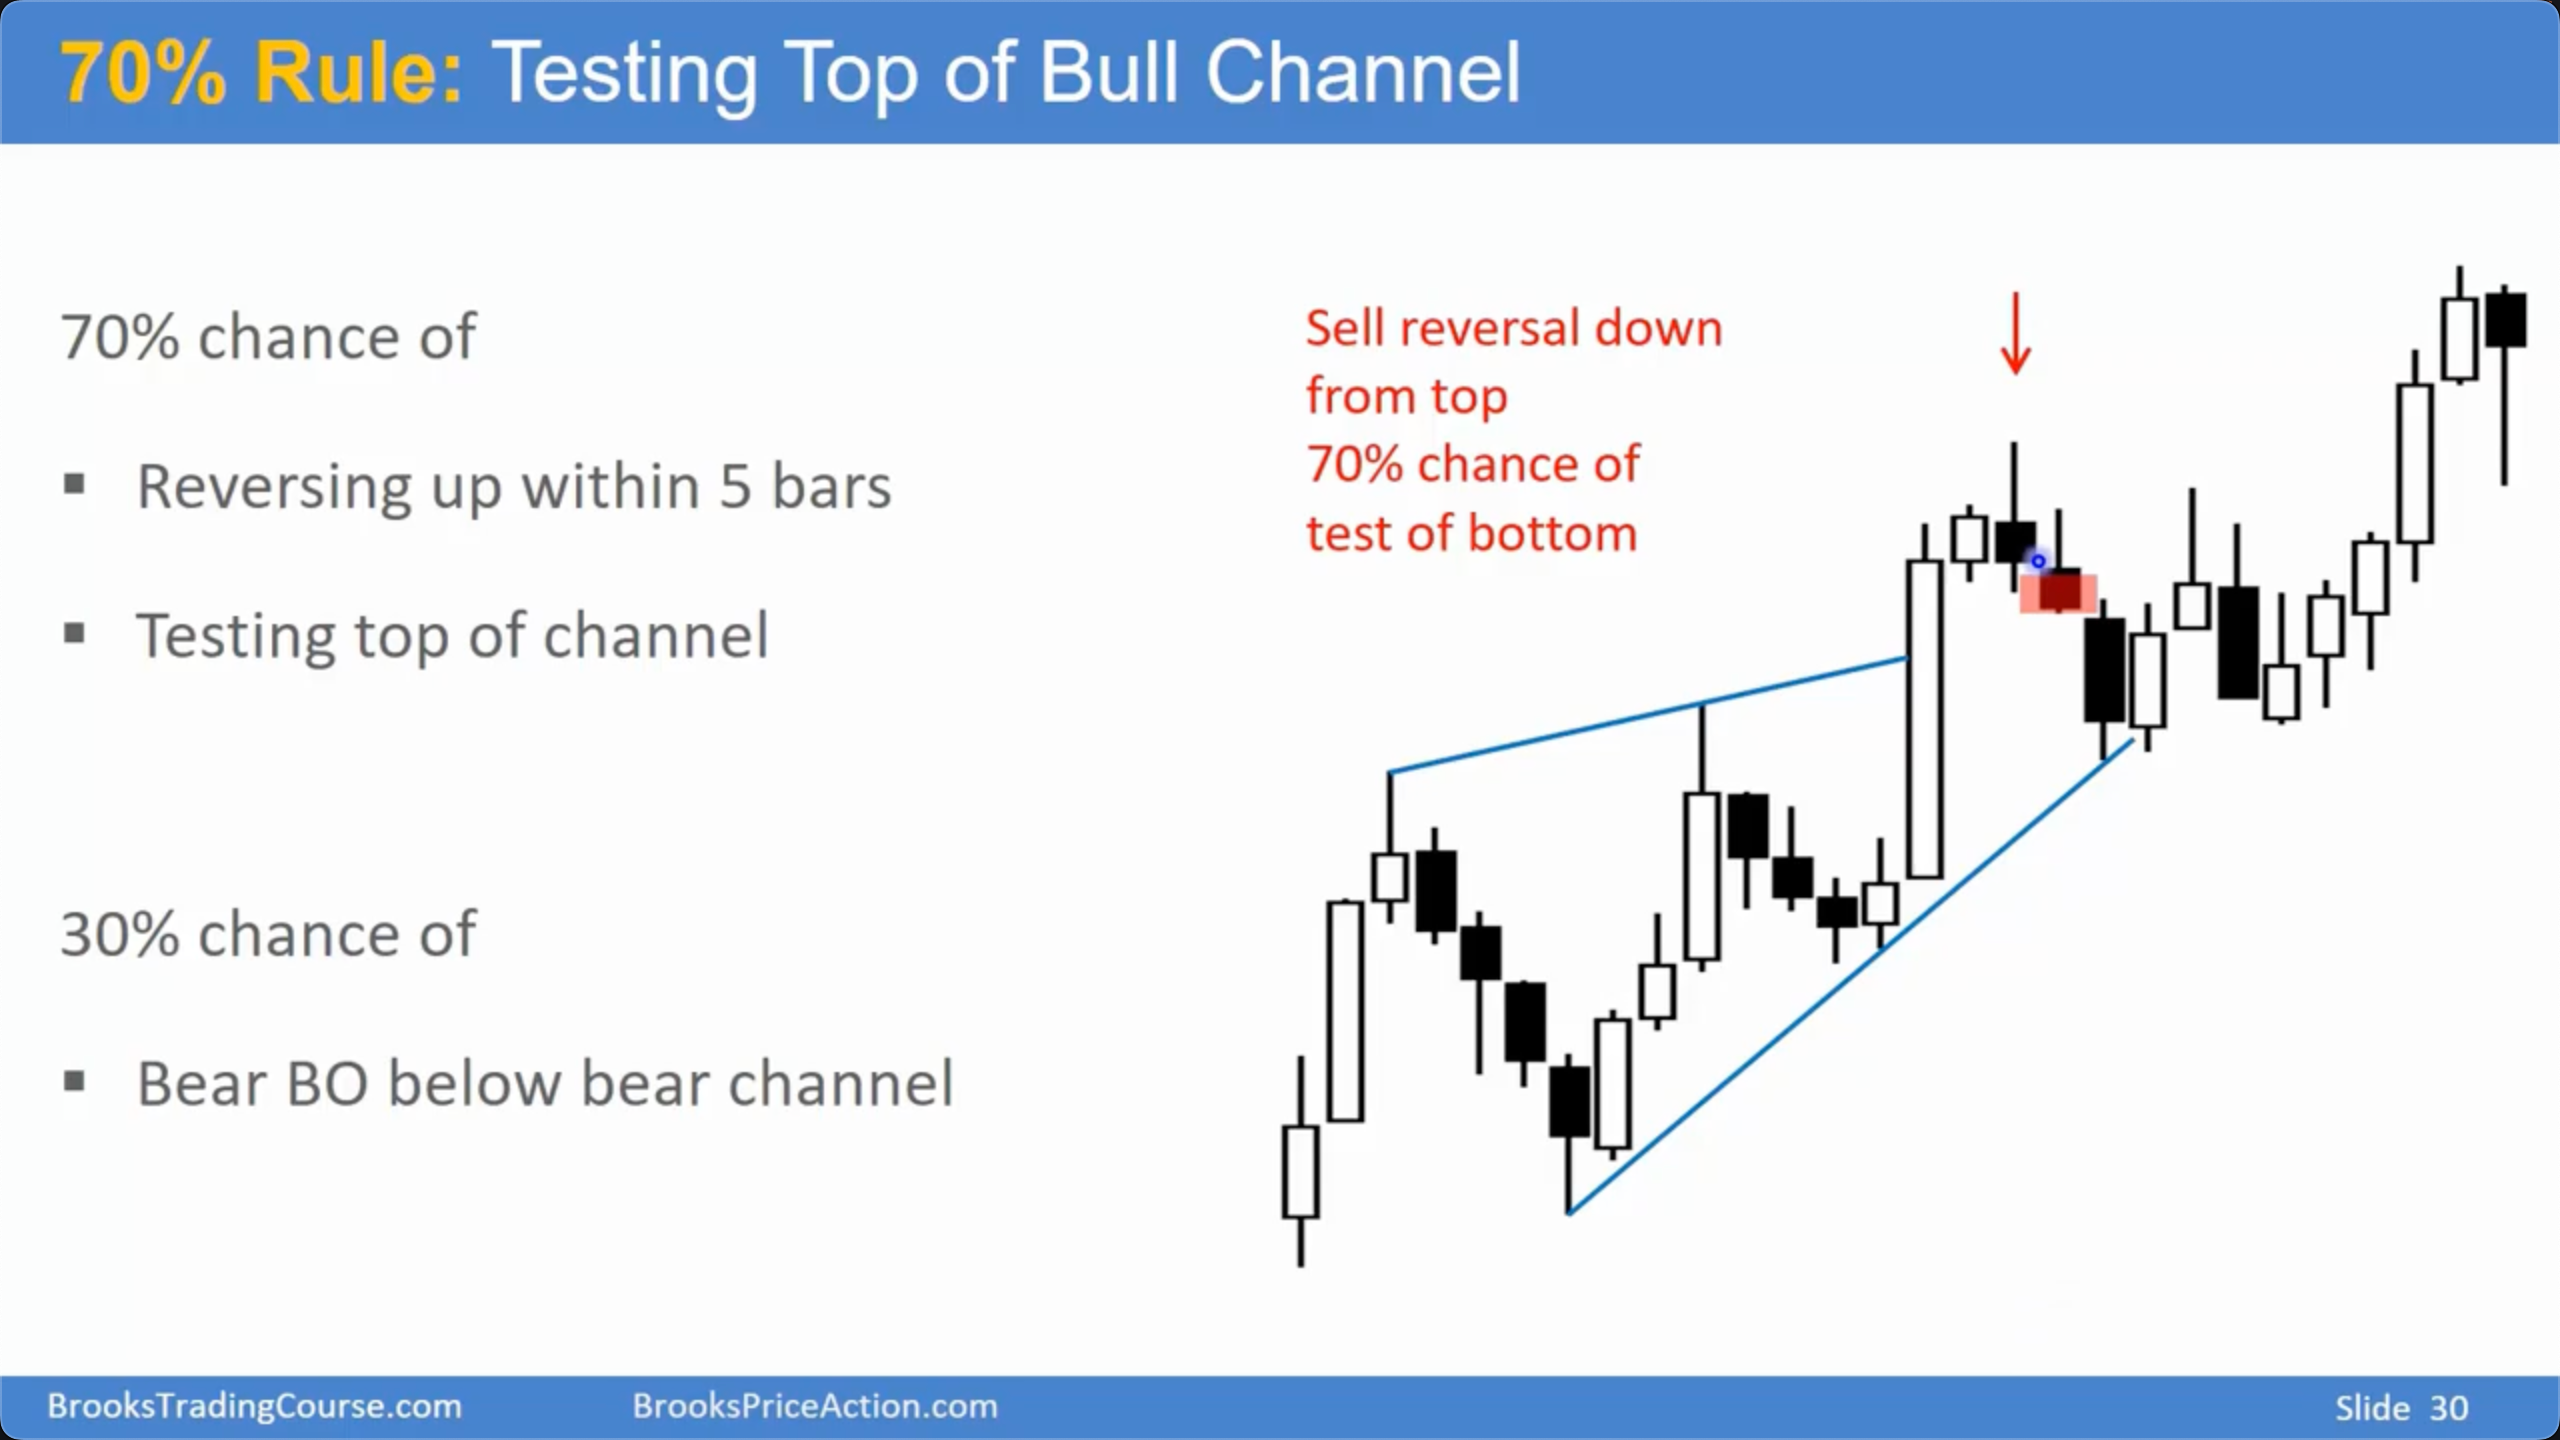 70% Rule: Testing Top of Bull Channel
70% chance of
▪ Reversing up within 5 bars
▪ Testing top of channel
30% chance of
▪ Bear BO below bear channel
Sell reversal down
from top
70% chance of
test of bottom
BrooksTradingCourse.com
BrooksPriceAction.com
Slide 30